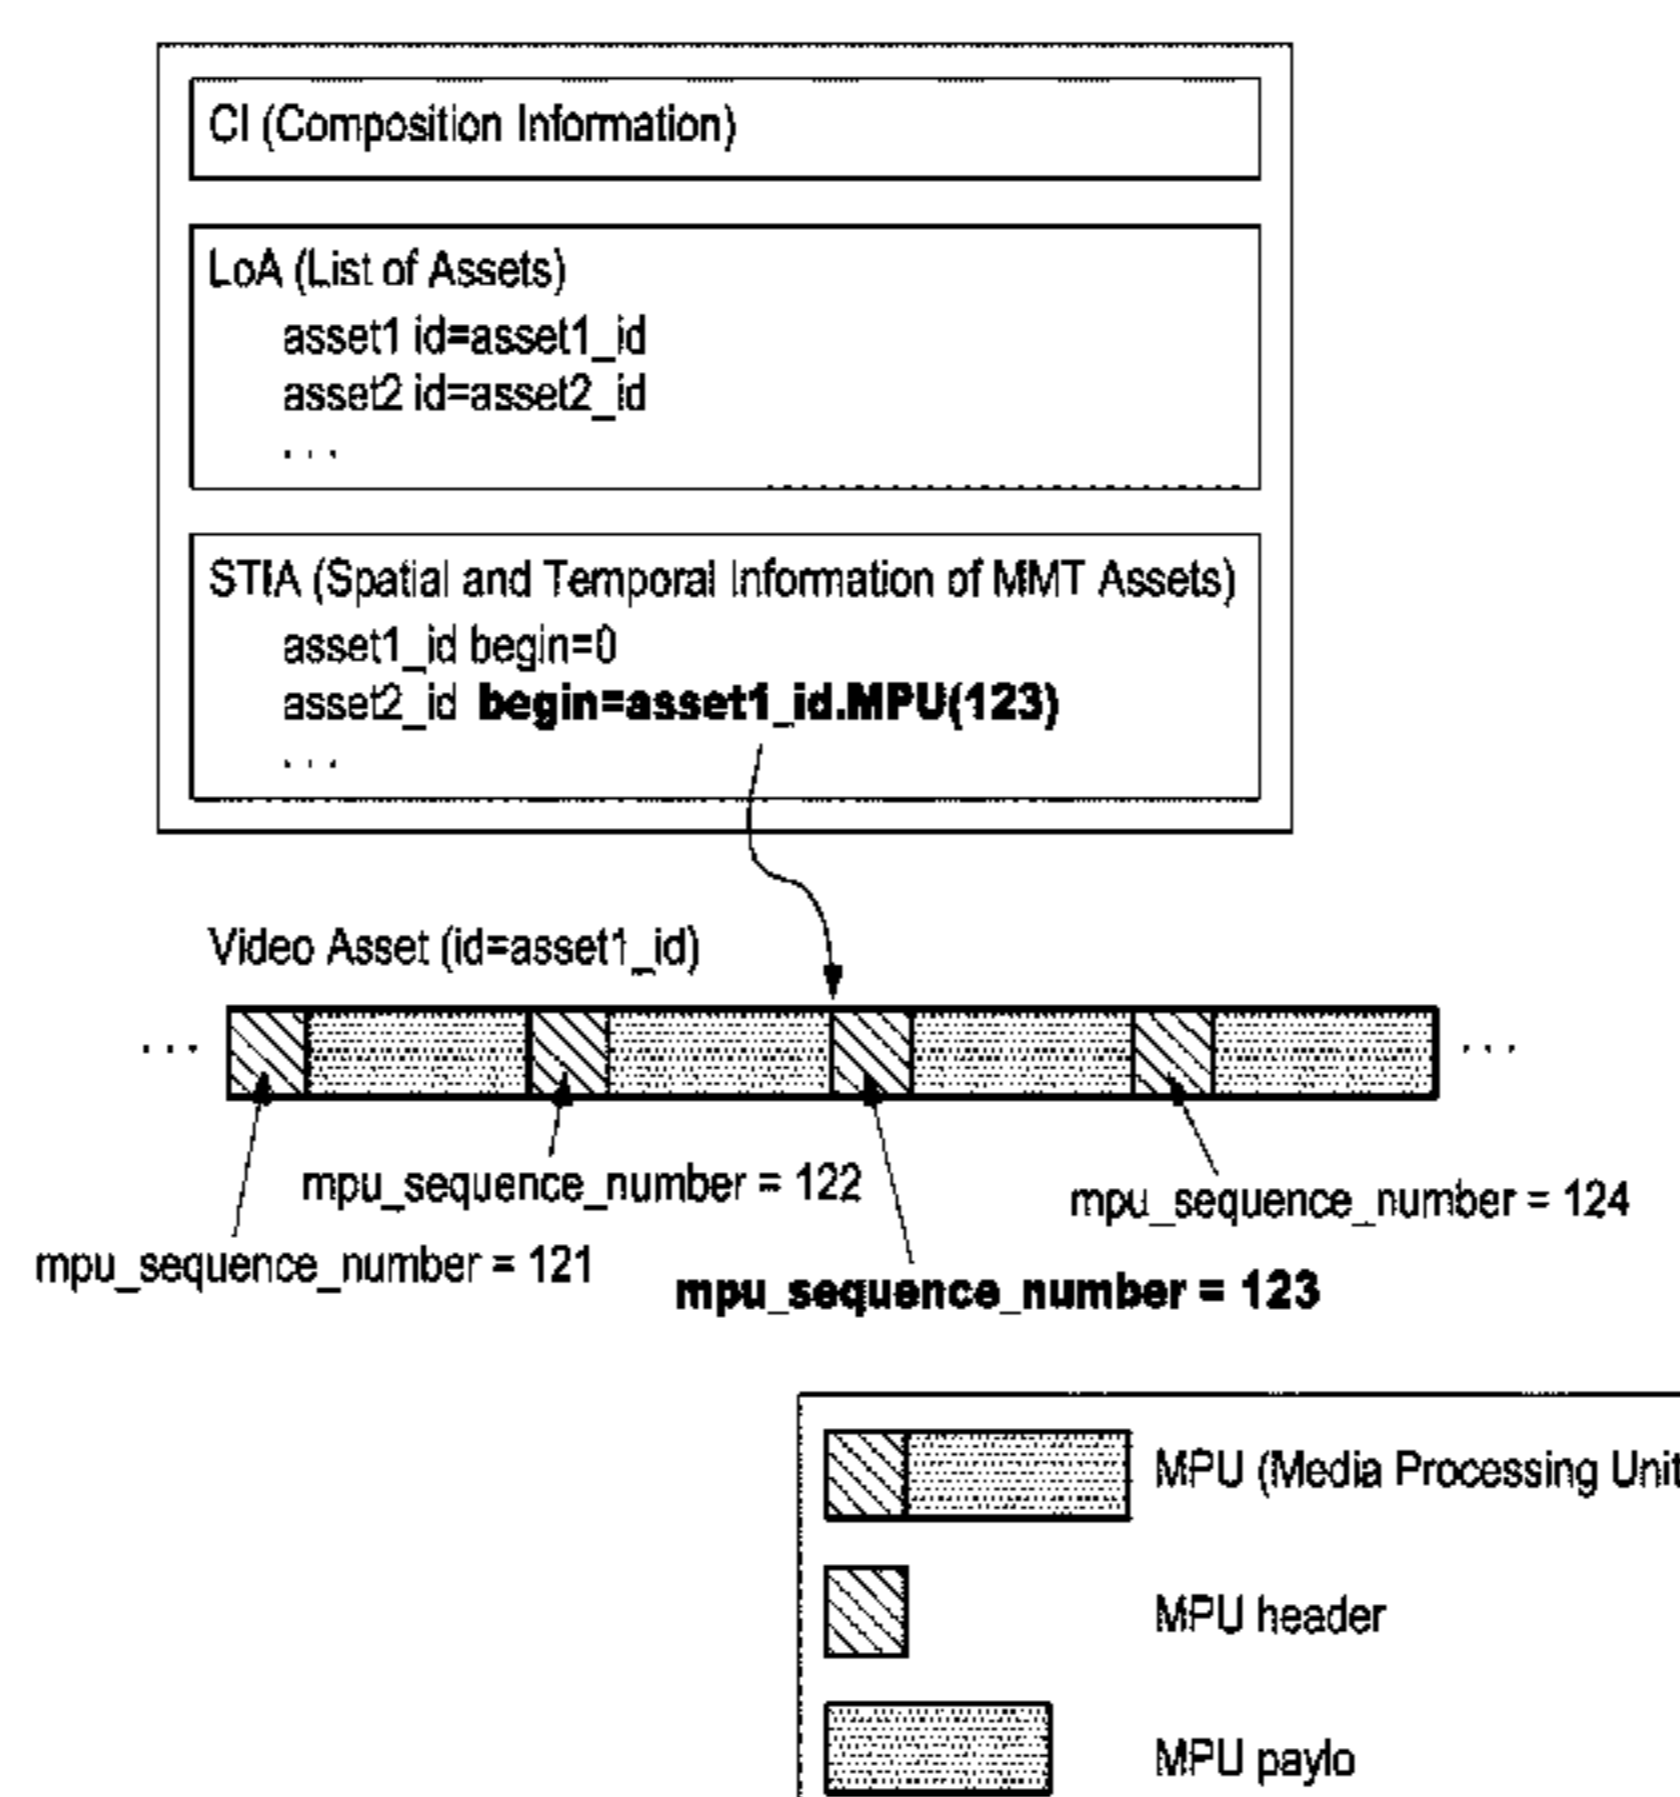 CI (Composition Information)
LoA (List of Assets)
asset1 id=asset1_id
asset2 id=asset2_id
...
STIA (Spatial and Temporal Information of MMT Assets)
asset1_id begin=0
asset2_id begin=asset1_id.MPU(123)
...
Video Asset (id=asset1_id)
... ...
mpu_sequence_number = 122
mpu_sequence_number = 124
mpu_sequence_number = 121
mpu_sequence_number = 123
MPU (Media Processing Unit
MPU header
MPU paylo